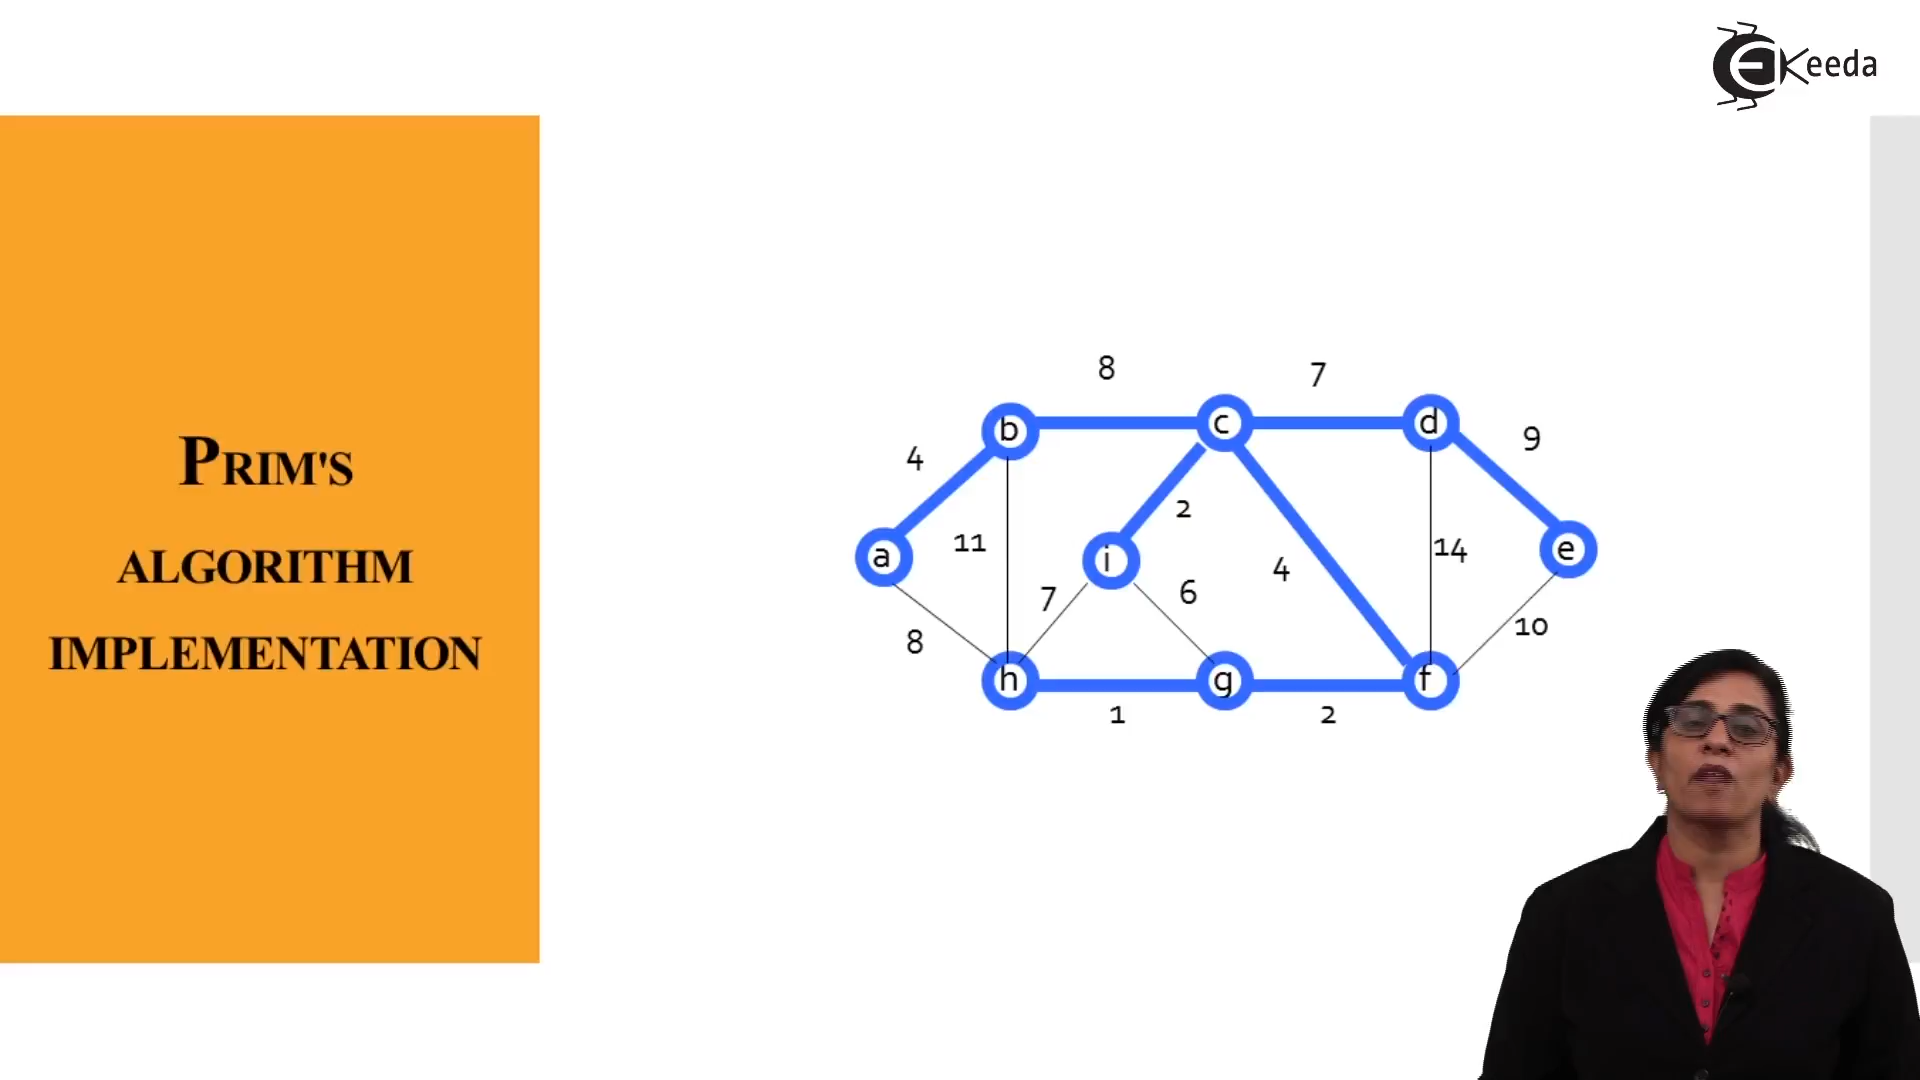 Keeda
PRIM'S
ALGORITHM
IMPLEMENTATION
8
7
b
c
d
9
4
2
11
a
i
4
14
e
7
6
8
10
h
g
f
1
2